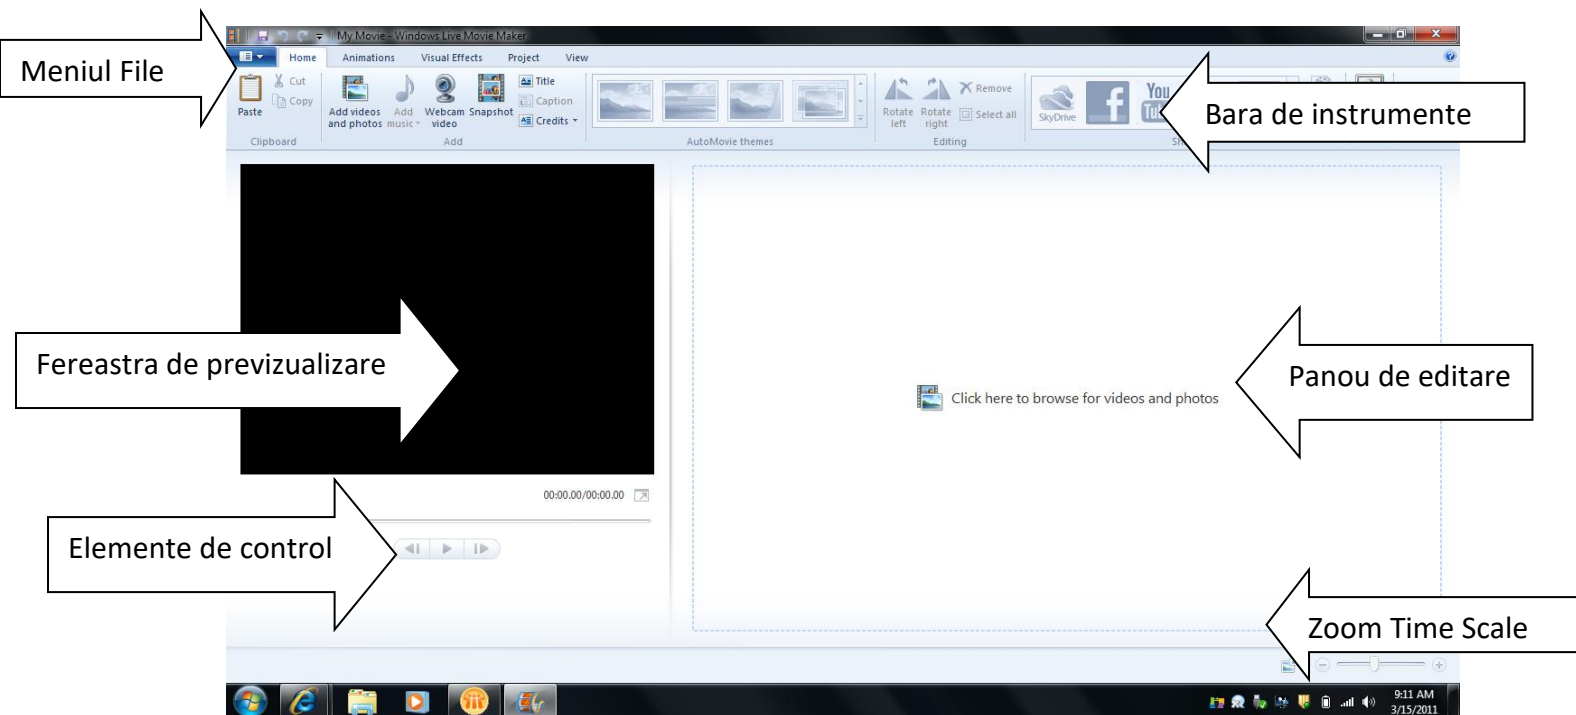 My Movie - Windows Live Movie Maker
Meniul File
Home Animations Visual Effects Project View
Paste
Cut
Copy
Clipboard
Add videos and photos
Add music
Webcam video
Snapshot
Title
Caption
Credits
Add
AutoMovie themes
Rotate left
Rotate right
Remove
Select all
Editing
SkyDrive
You
Bara de instrumente
Fereastra de previzualizare
Click here to browse for videos and photos
Panou de editare
00:00.00/00:00.00
Elemente de control
Zoom Time Scale
9:11 AM
3/15/2011